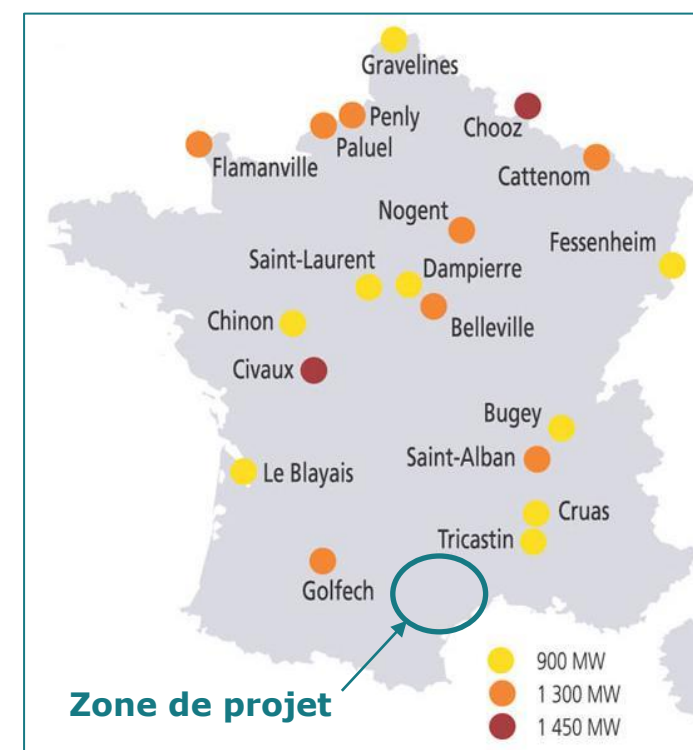 Gravelines
Penly
Chooz
Paluel
Flamanville
Cattenom
Nogent
Fessenheim
Saint-Laurent
Dampierre
Chinon
Belleville
Civaux
Bugey
Saint-Alban
Le Blayais
Cruas
Tricastin
Golfech
900 MW
Zone de projet
1 300 MW
1 450 MW